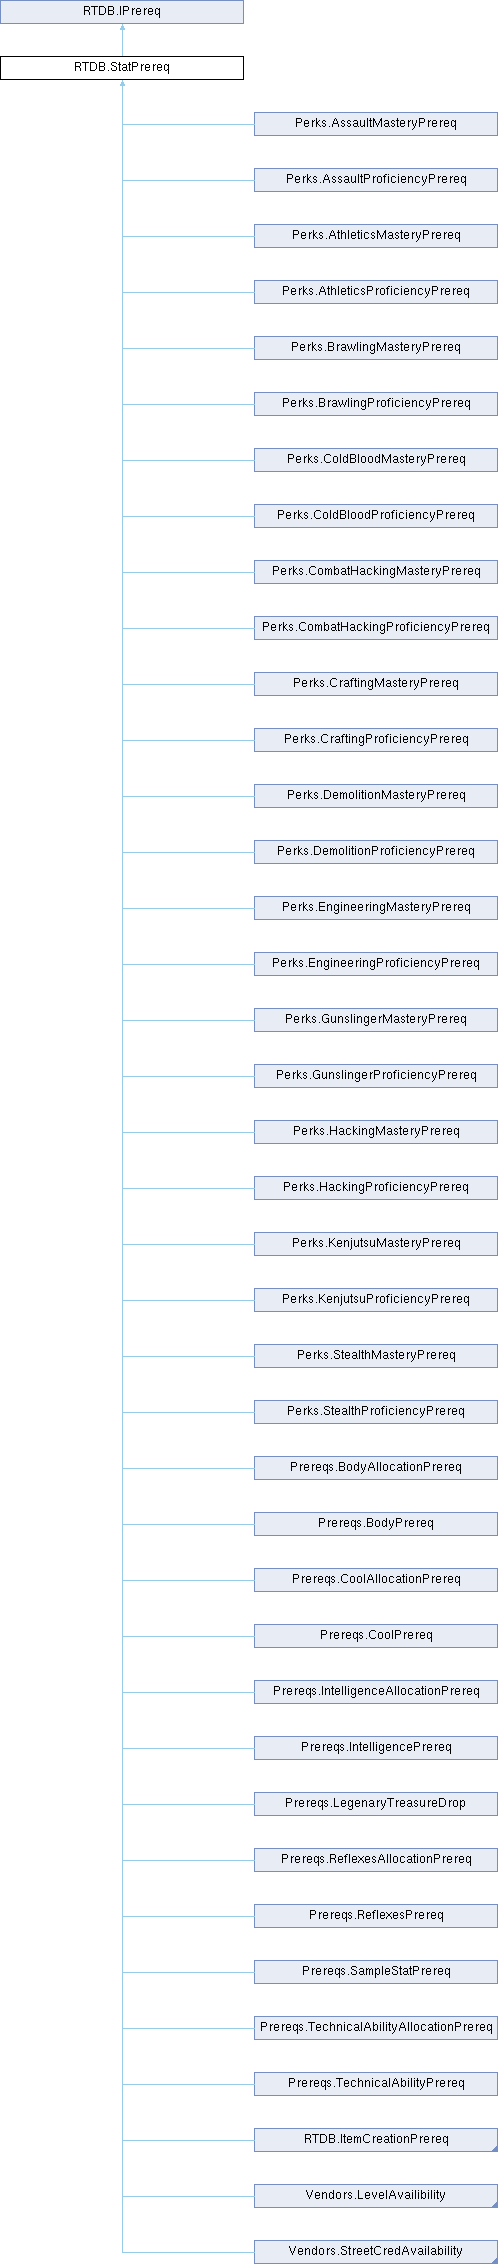 RTDB.IPrereq
RTDB.StatPrereq
Perks.AssaultMasteryPrereq
Perks.AssaultProficiencyPrereq
Perks.AthleticsMasteryPrereq
Perks.AthleticsProficiencyPrereq
Perks.BrawlingMasteryPrereq
Perks.BrawlingProficiencyPrereq
Perks.ColdBloodMasteryPrereq
Perks.ColdBloodProficiencyPrereq
Perks.CombatHackingMasteryPrereq
Perks.CombatHackingProficiencyPrereq
Perks.CraftingMasteryPrereq
Perks.CraftingProficiencyPrereq
Perks.DemolitionMasteryPrereq
Perks.DemolitionProficiencyPrereq
Perks.EngineeringMasteryPrereq
Perks.EngineeringProficiencyPrereq
Perks.GunslingerMasteryPrereq
Perks.GunslingerProficiencyPrereq
Perks.HackingMasteryPrereq
Perks.HackingProficiencyPrereq
Perks.KenjutsuMasteryPrereq
Perks.KenjutsuProficiencyPrereq
Perks.StealthMasteryPrereq
Perks.StealthProficiencyPrereq
Prereqs.BodyAllocationPrereq
Prereqs.BodyPrereq
Prereqs.CoolAllocationPrereq
Prereqs.CoolPrereq
Prereqs.IntelligenceAllocationPrereq
Prereqs.IntelligencePrereq
Prereqs.LegenaryTreasureDrop
Prereqs.ReflexesAllocationPrereq
Prereqs.ReflexesPrereq
Prereqs.SampleStatPrereq
Prereqs.TechnicalAbilityAllocationPrereq
Prereqs.TechnicalAbilityPrereq
RTDB.ItemCreationPrereq
Vendors.LevelAvailibility
Vendors.StreetCredAvailability